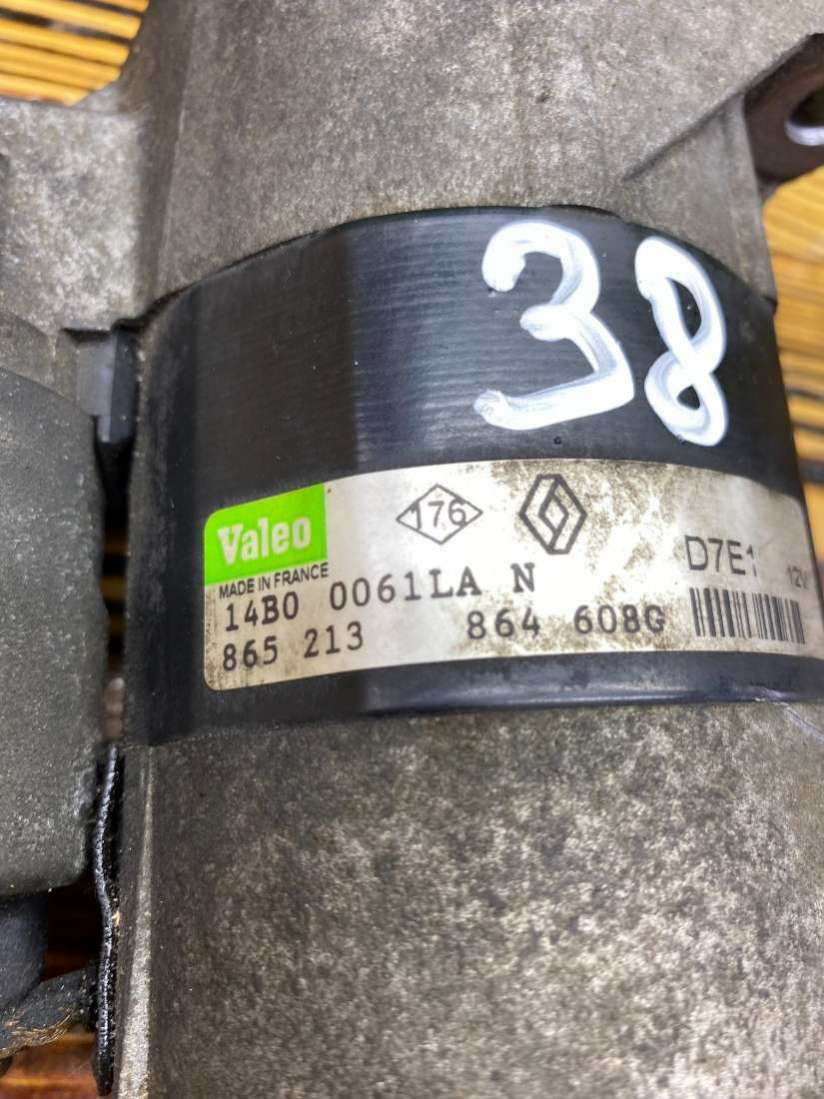 38
Valeo
176
D7E1 12V
MADE IN FRANCE
14B0 0061LA N
865 213 864 608G